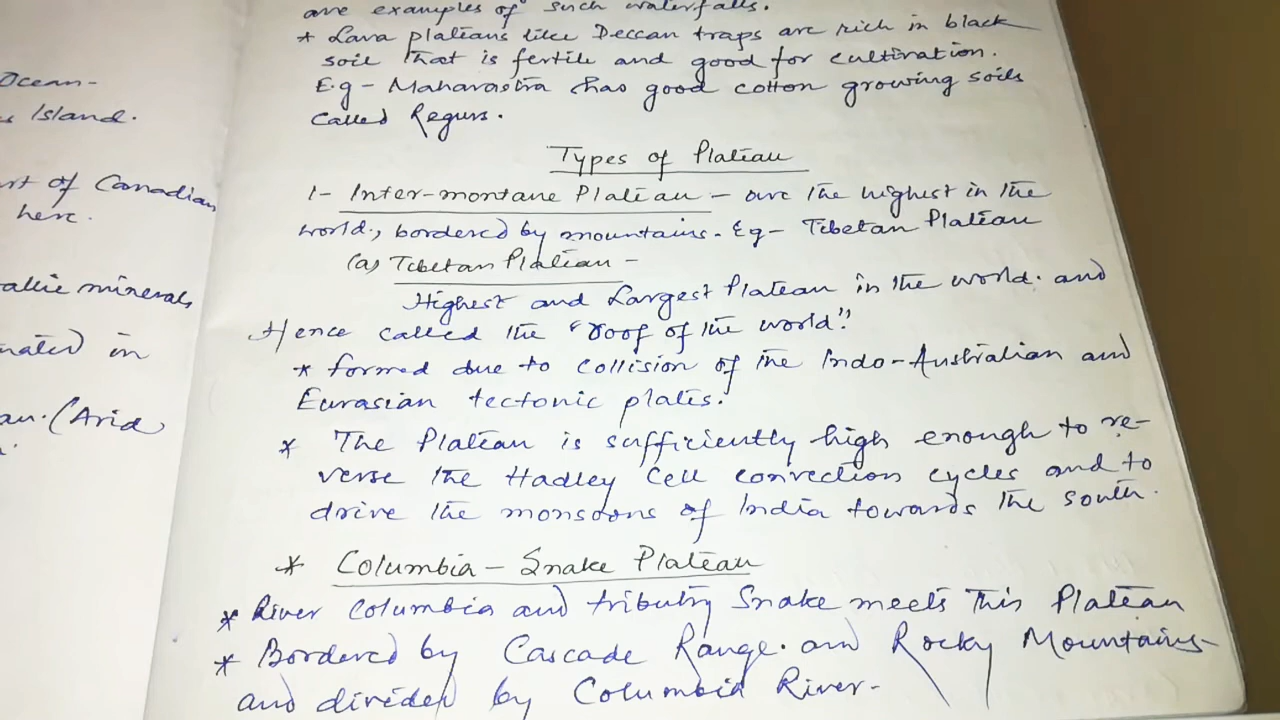 Ocean-
Island.
of Canadian
here.
minerals
in
(Arid
are examples of such waterfalls.
* Lava plateaus like Deccan traps are rich in black
soil that is fertile and good for cultivation.
E.g - Maharastra has good cotton growing soils
called Regurs.
Types of Plateau
1- Inter-montane Plateau - are the highest in the
world, bordered by mountains. Eg- Tibetan Plateau
(a) Tibetan Plateau -
Highest and Largest Plateau in the world. and
Hence called the "roof of the world".
* formed due to collision of the Indo-Australian and
Eurasian tectonic plates.
* The Plateau is sufficiently high enough to re-
verse the Hadley Cell convection cycles and to
drive the monsoons of India towards the south.
* Columbia - Snake Plateau
* River Columbia and tributry Snake meets this Plateau
* Bordered by Cascade Range. and Rocky Mountains-
and divided by Columbia River-